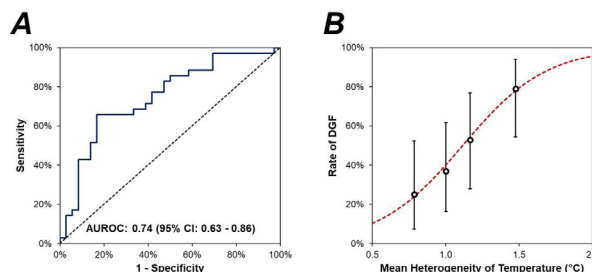 A
B
100%
80%
60%
40%
20%
0%
Sensitivity
AUROC: 0.74 (95% CI: 0.63 - 0.86)
0% 20% 40% 60% 80% 100%
1 - Specificity
100%
80%
60%
40%
20%
0%
Rate of DGF
0.5 1.0 1.5
Mean Heterogeneity of Temperature (°C)